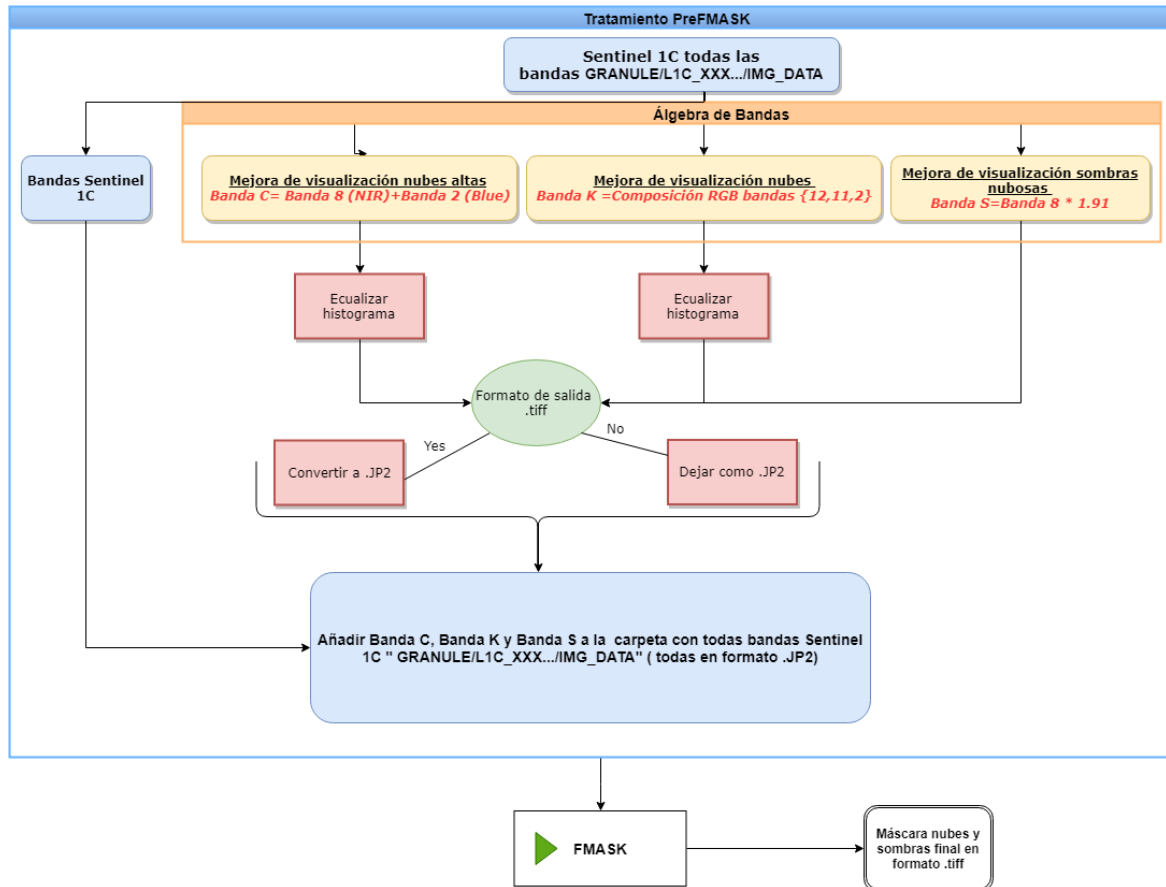 Tratamiento PreFMASK
Sentinel 1C todas las
bandas GRANULE/L1C_XXX.../IMG_DATA
Álgebra de Bandas
Bandas Sentinel
1C
Mejora de visualización nubes altas
Banda C= Banda 8 (NIR)+Banda 2 (Blue)
Mejora de visualización nubes
Banda K =Composición RGB bandas {12,11,2}
Mejora de visualización sombras
nubosas
Banda S=Banda 8 * 1.91
Ecualizar
histograma
Ecualizar
histograma
Formato de salida
.tiff
Yes
No
Convertir a .JP2
Dejar como .JP2
Añadir Banda C, Banda K y Banda S a la carpeta con todas bandas Sentinel
1C " GRANULE/L1C_XXX.../IMG_DATA" ( todas en formato .JP2)
FMASK
Máscara nubes y
sombras final en
formato .tiff